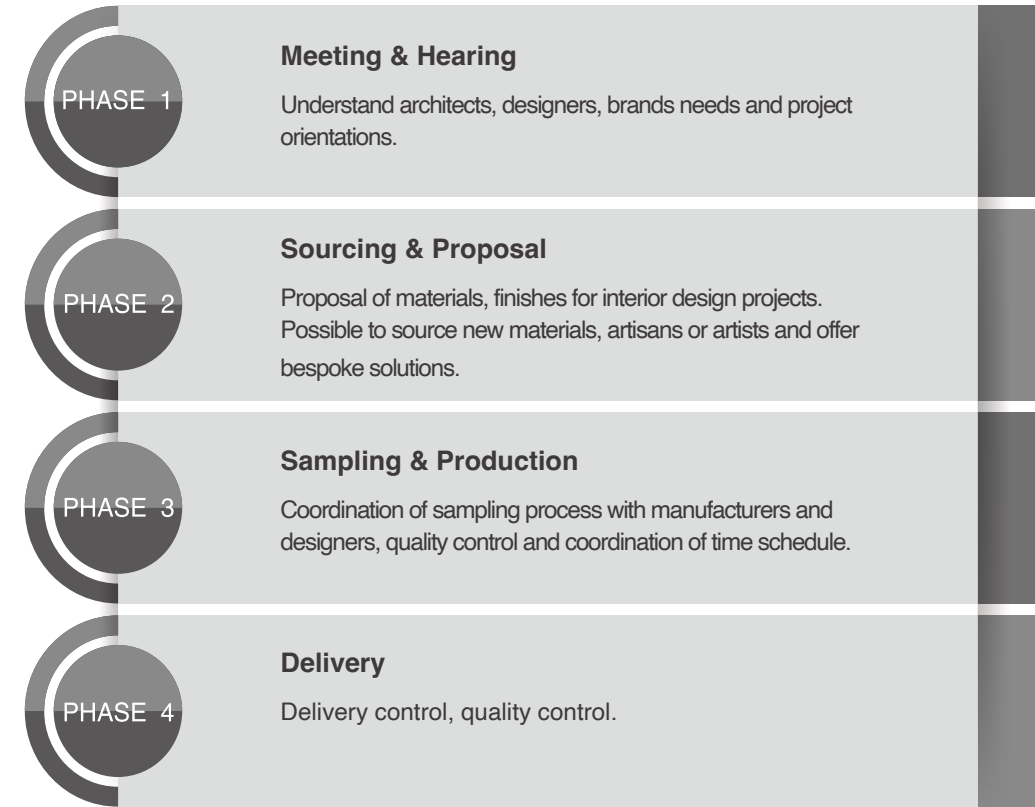 PHASE 1
Meeting & Hearing
Understand architects, designers, brands needs and project
orientations.
PHASE 2
Sourcing & Proposal
Proposal of materials, finishes for interior design projects.
Possible to source new materials, artisans or artists and offer
bespoke solutions.
PHASE 3
Sampling & Production
Coordination of sampling process with manufacturers and
designers, quality control and coordination of time schedule.
PHASE 4
Delivery
Delivery control, quality control.